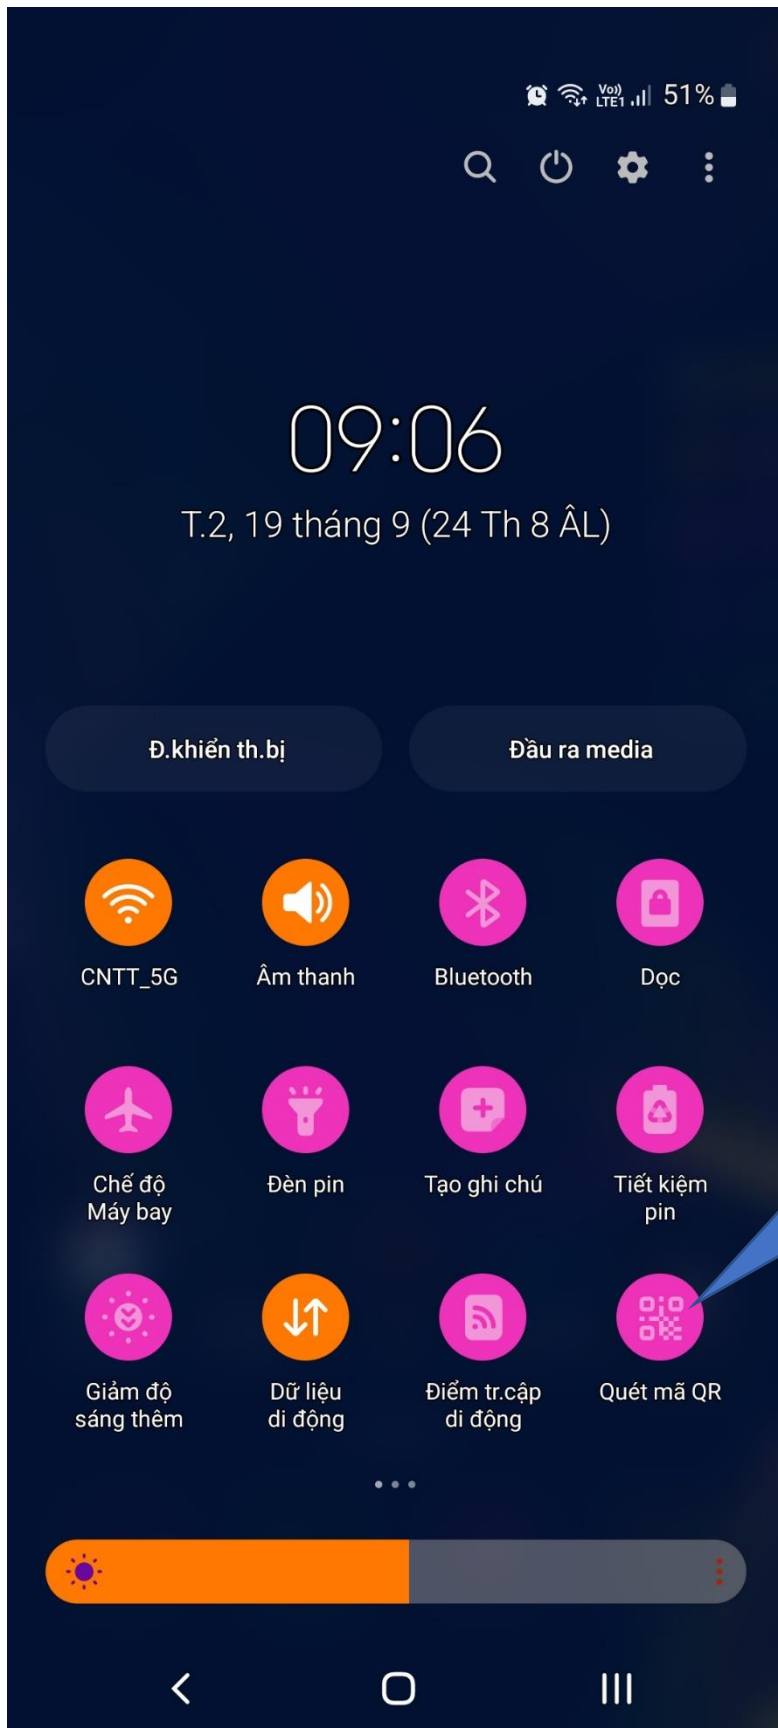 Vo)) LTE1 51%
09:06
T.2, 19 tháng 9 (24 Th 8 ÂL)
Đ.khiển th.bị Đầu ra media
CNTT_5G Âm thanh Bluetooth Dọc
Chế độ Máy bay
Đèn pin
Tạo ghi chú
Tiết kiệm pin
Giảm độ sáng thêm
Dữ liệu di động
Điểm tr.cập di động
Quét mã QR